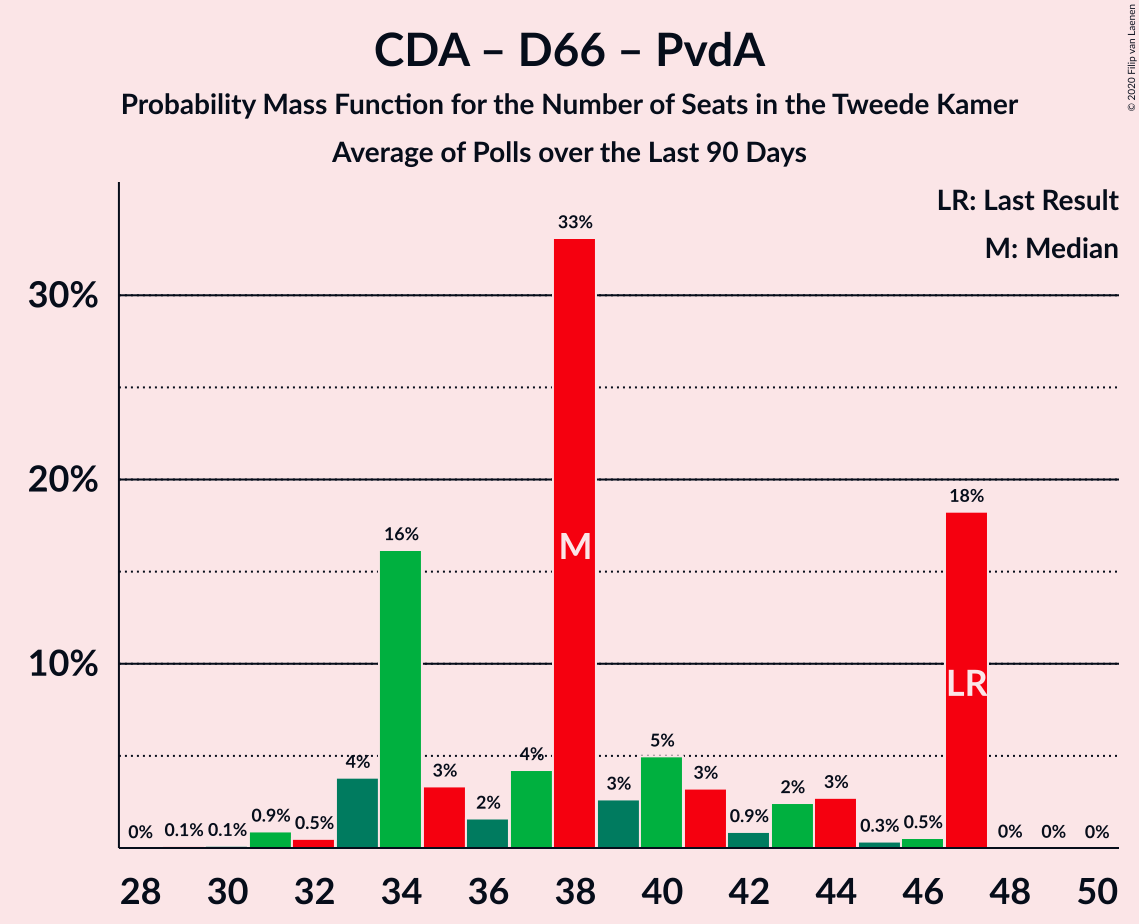 CDA – D66 – PvdA
Probability Mass Function for the Number of Seats in the Tweede Kamer
Average of Polls over the Last 90 Days
© 2020 Filip van Laenen
LR: Last Result
M: Median
30%
20%
10%
0%
0.1%
0.1%
0.9%
0.5%
4%
16%
3%
2%
4%
33%
M
3%
5%
3%
0.9%
2%
3%
0.3%
0.5%
18%
LR
0%
0%
0%
28 30 32 34 36 38 40 42 44 46 48 50